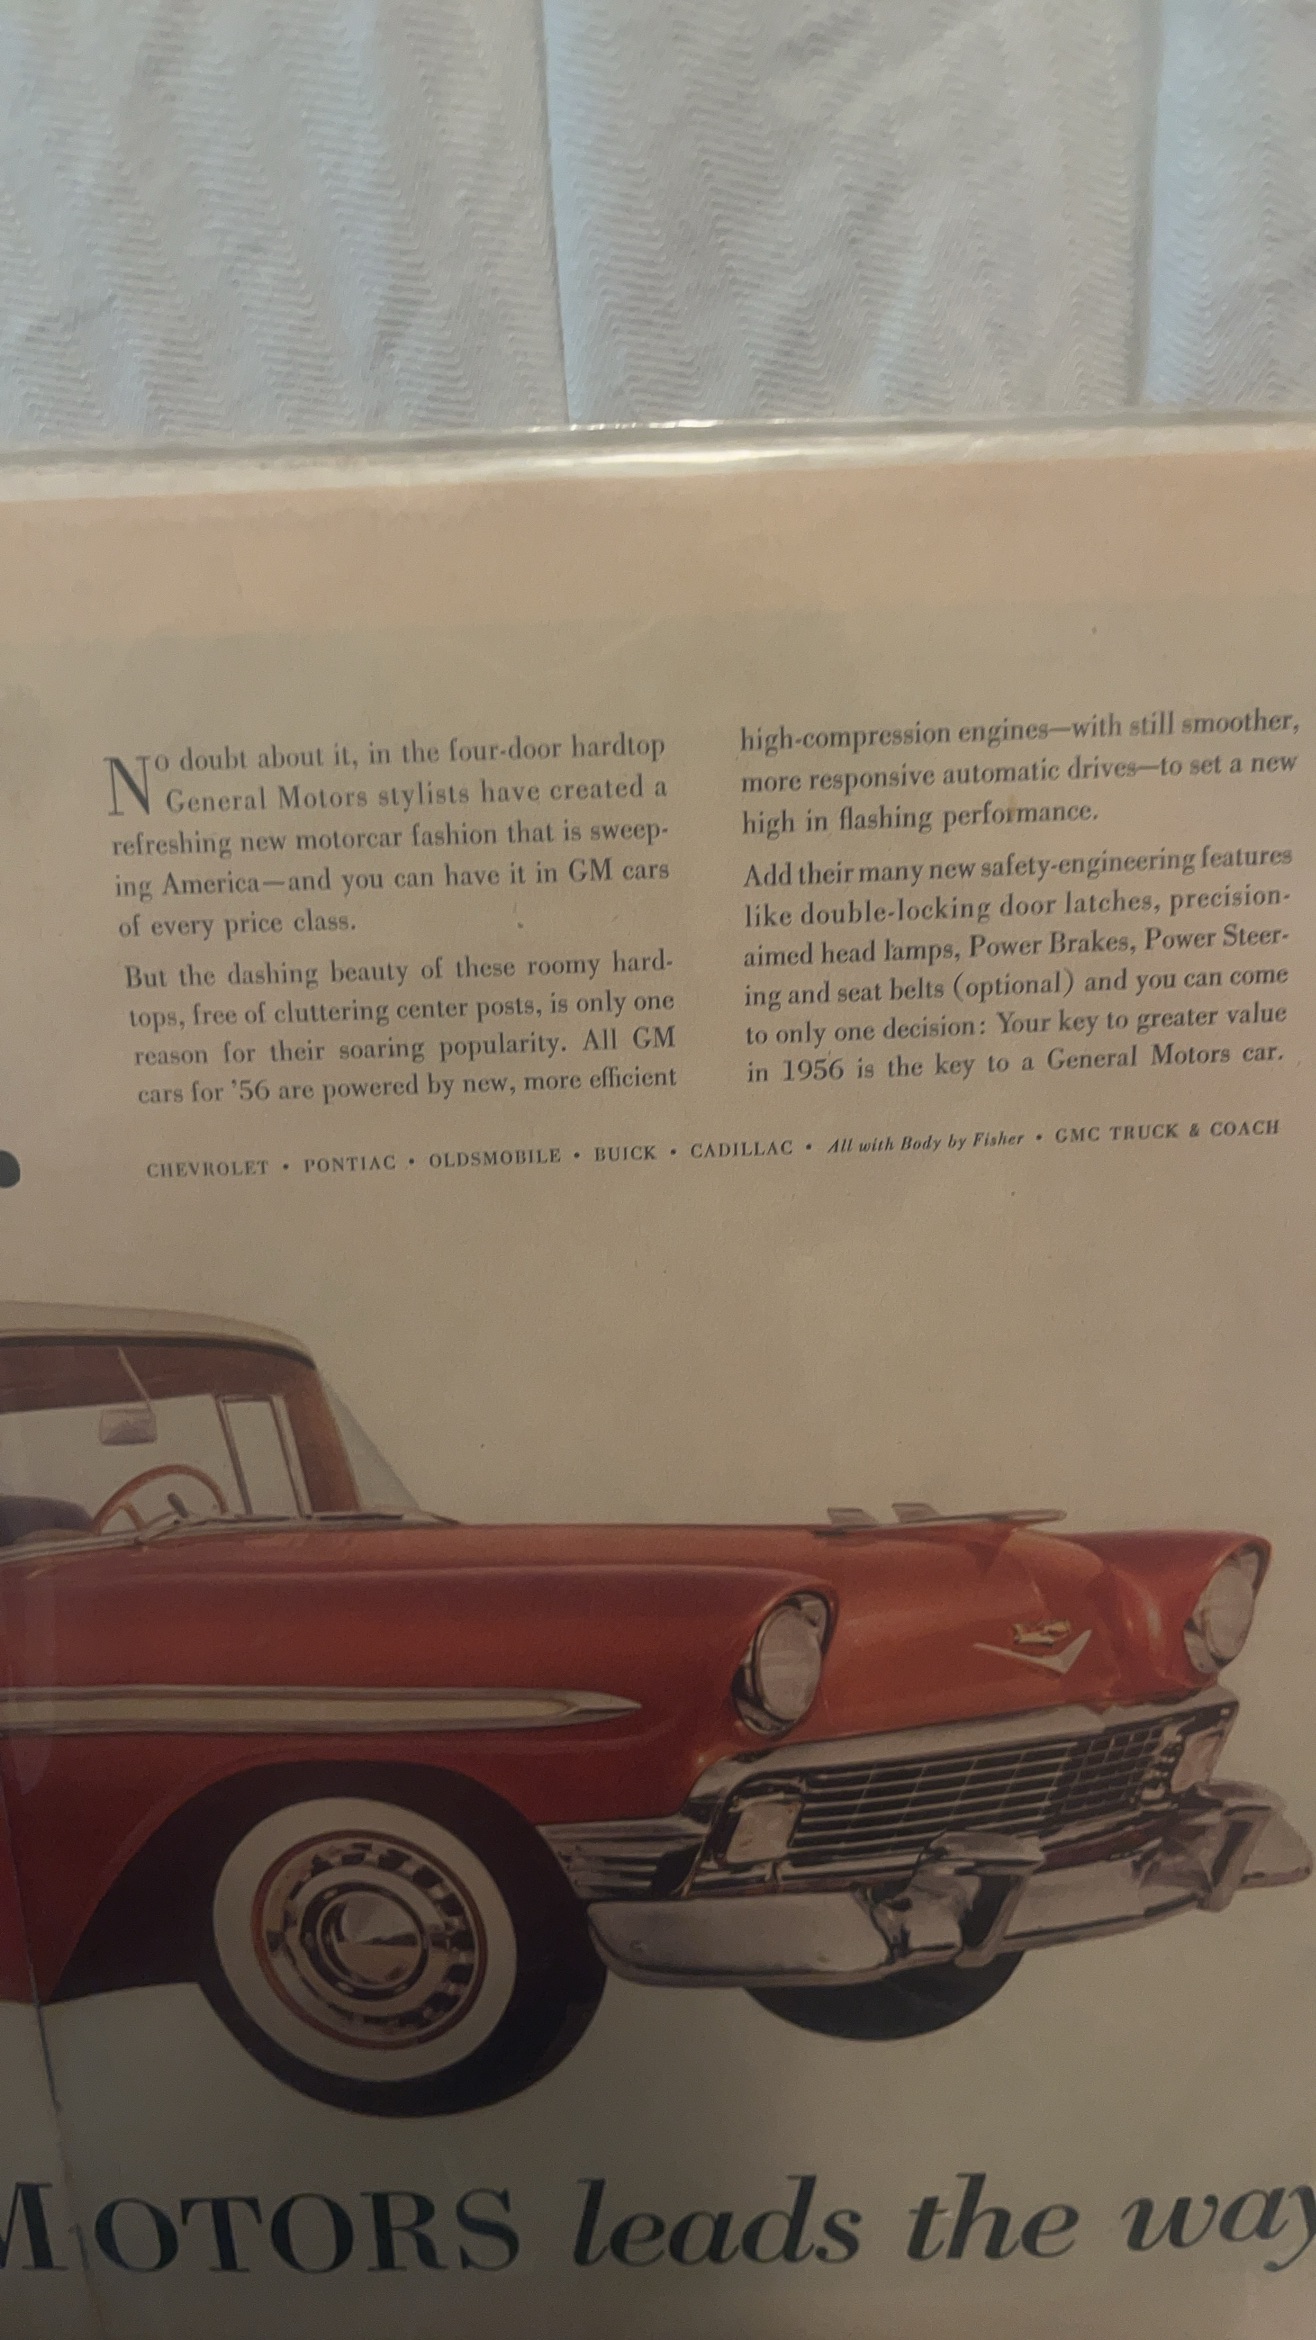 No doubt about it, in the four-door hardtop
General Motors stylists have created a
refreshing new motorcar fashion that is sweep-
ing America—and you can have it in GM cars
of every price class.
But the dashing beauty of these roomy hard-
tops, free of cluttering center posts, is only one
reason for their soaring popularity. All GM
cars for '56 are powered by new, more efficient
high-compression engines—with still smoother,
more responsive automatic drives—to set a new
high in flashing performance.
Add their many new safety-engineering features
like double-locking door latches, precision-
aimed head lamps, Power Brakes, Power Steer-
ing and seat belts (optional) and you can come
to only one decision: Your key to greater value
in 1956 is the key to a General Motors car.
CHEVROLET • PONTIAC • OLDSMOBILE • BUICK • CADILLAC • All with Body by Fisher • GMC TRUCK & COACH
MOTORS leads the way